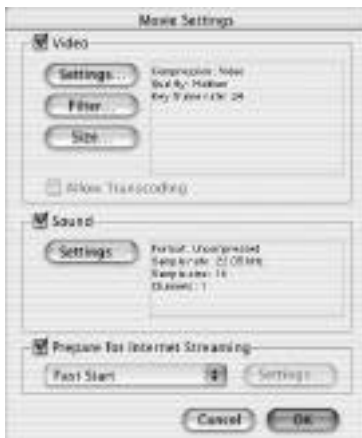 Movie Settings
Video
Settings...
Compression: Video
Quality: Medium
Key frame rate: 24
Filter...
Size...
Allow Transcoding
Sound
Settings
Format: Uncompressed
Sample rate: 22.05 kHz
Sample size: 16
Channels: 1
Prepare for Internet Streaming
Fast Start
Settings
Cancel
OK